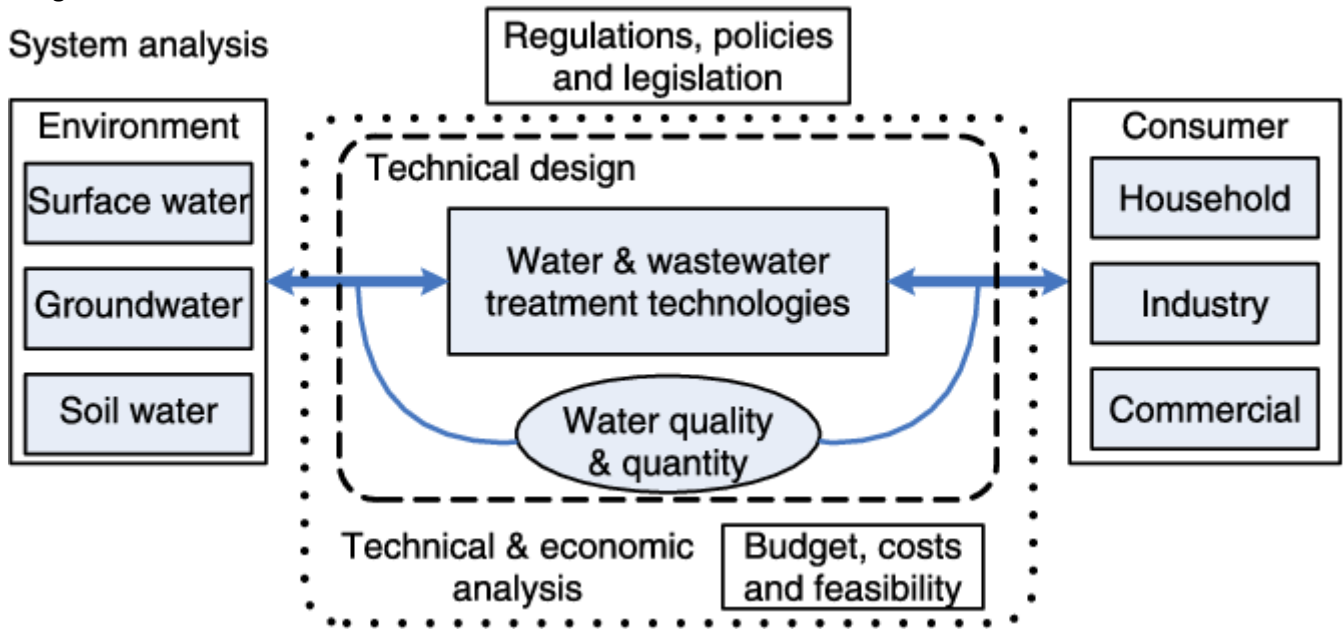 System analysis
Regulations, policies
and legislation
Environment
Surface water
Groundwater
Soil water
Technical design
Water & wastewater
treatment technologies
Water quality
& quantity
Technical & economic
analysis
Budget, costs
and feasibility
Consumer
Household
Industry
Commercial